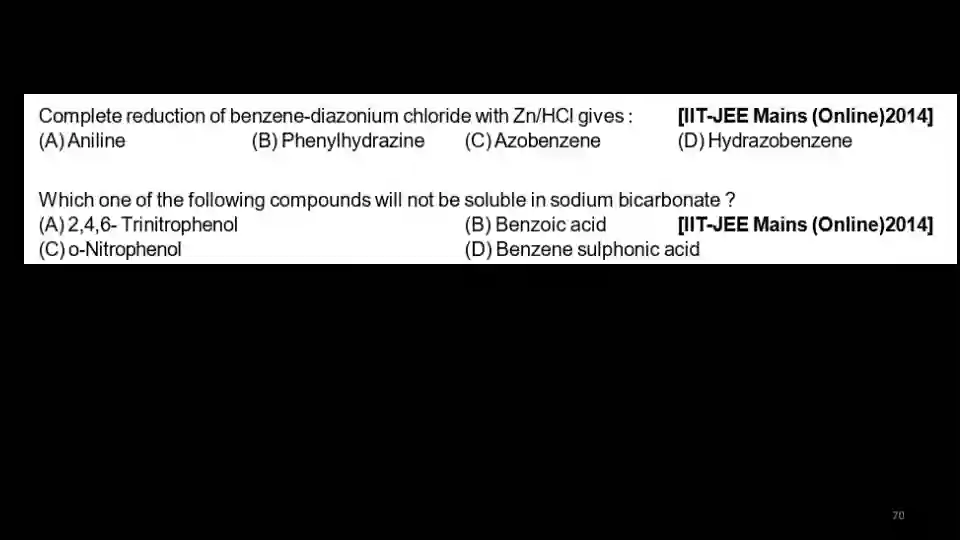 Complete reduction of benzene-diazonium chloride with Zn/HCl gives : [IIT-JEE Mains (Online)2014]
(A) Aniline (B) Phenylhydrazine (C) Azobenzene (D) Hydrazobenzene
Which one of the following compounds will not be soluble in sodium bicarbonate ?
(A) 2,4,6- Trinitrophenol (B) Benzoic acid [IIT-JEE Mains (Online)2014]
(C) o-Nitrophenol (D) Benzene sulphonic acid
70